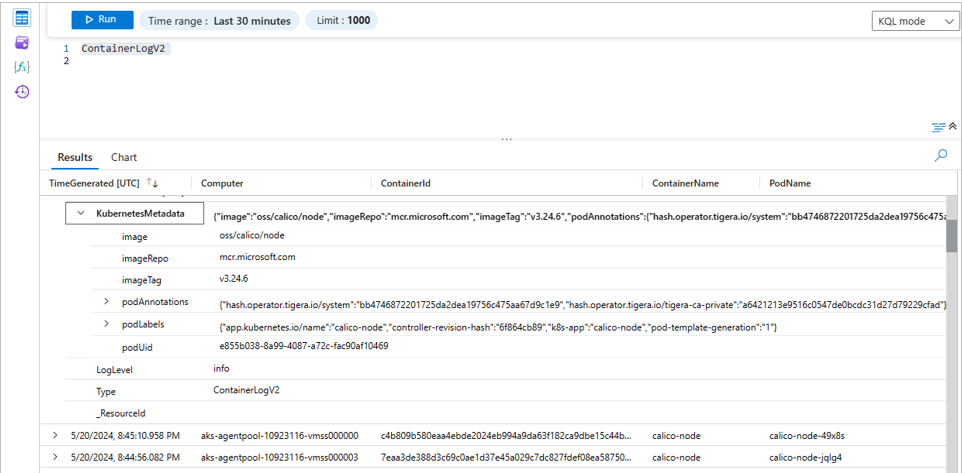 Run Time range : Last 30 minutes Limit : 1000 KQL mode
1 ContainerLogV2
2
{fx}
...
Results Chart
TimeGenerated [UTC] ↑↓ Computer ContainerId ContainerName PodName
KubernetesMetadata {"image":"oss/calico/node","imageRepo":"mcr.microsoft.com","imageTag":"v3.24.6","podAnnotations":{"hash.operator.tigera.io/system":"bb4746872201725da2dea19756c475aa
image oss/calico/node
imageRepo mcr.microsoft.com
imageTag v3.24.6
podAnnotations {"hash.operator.tigera.io/system":"bb4746872201725da2dea19756c475aa67d9c1e9","hash.operator.tigera.io/tigera-ca-private":"a6421213e9516c0547de0bcdc31d27d79229cfad"}
podLabels {"app.kubernetes.io/name":"calico-node","controller-revision-hash":"6f864cb89","k8s-app":"calico-node","pod-template-generation":"1"}
podUid e855b038-8a99-4087-a72c-fac90af10469
LogLevel info
Type ContainerLogV2
_ResourceId
5/20/2024, 8:45:10.958 PM aks-agentpool-10923116-vmss000000 c4b809b580eaa4ebde2024eb994a9da63f182ca9dbe15c44b... calico-node calico-node-49x8s
5/20/2024, 8:44:56.082 PM aks-agentpool-10923116-vmss000003 7eaa3de388d3c69c0ae1d37e45a029c7dc827fdef08ea58750... calico-node calico-node-jqlg4